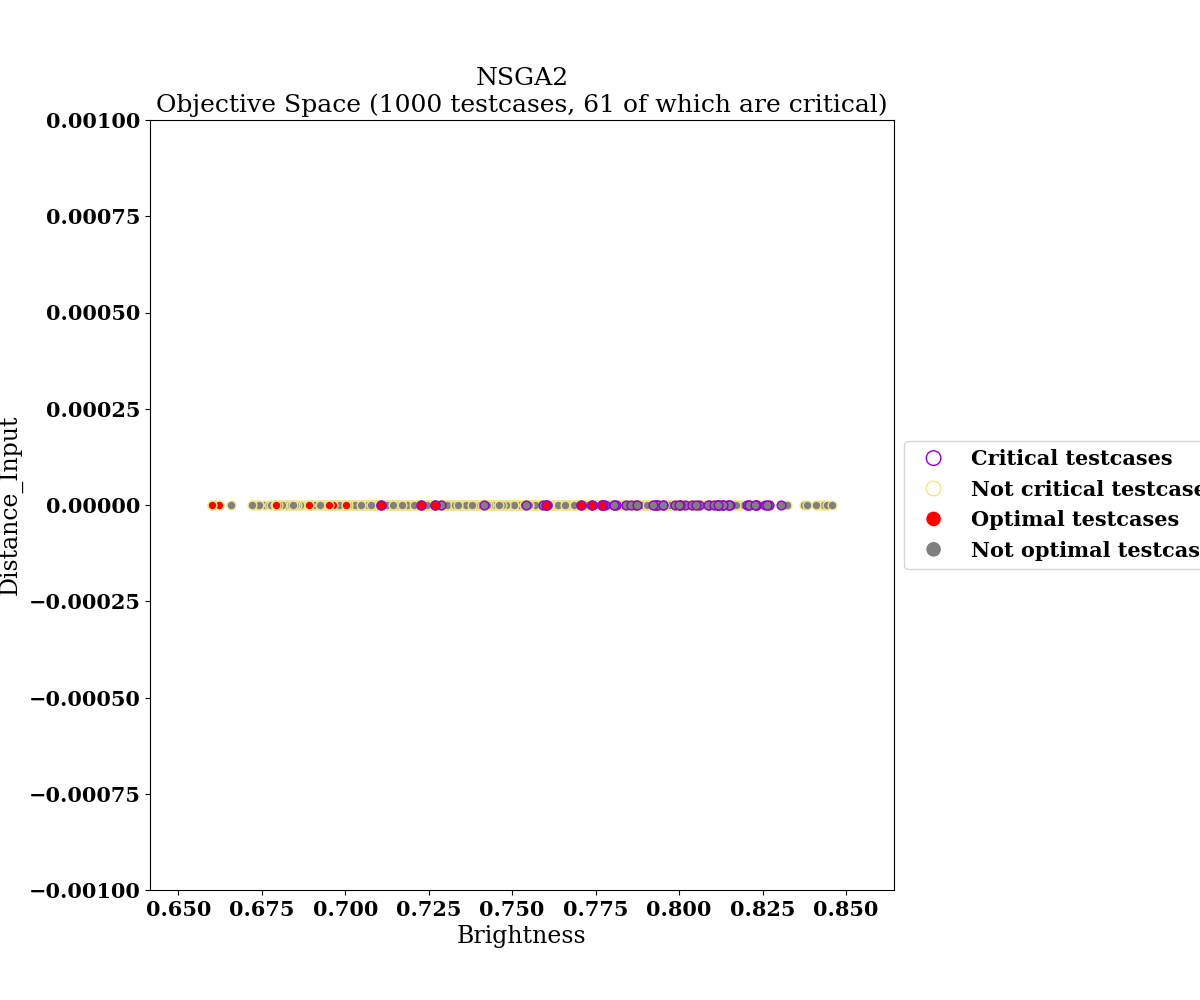 NSGA2
Objective Space (1000 testcases, 61 of which are critical)
0.00100
0.00075
0.00050
0.00025
0.00000
−0.00025
−0.00050
−0.00075
−0.00100
Distance_Input
0.650 0.675 0.700 0.725 0.750 0.775 0.800 0.825 0.850
Brightness
Critical testcases
Not critical testcase
Optimal testcases
Not optimal testcas